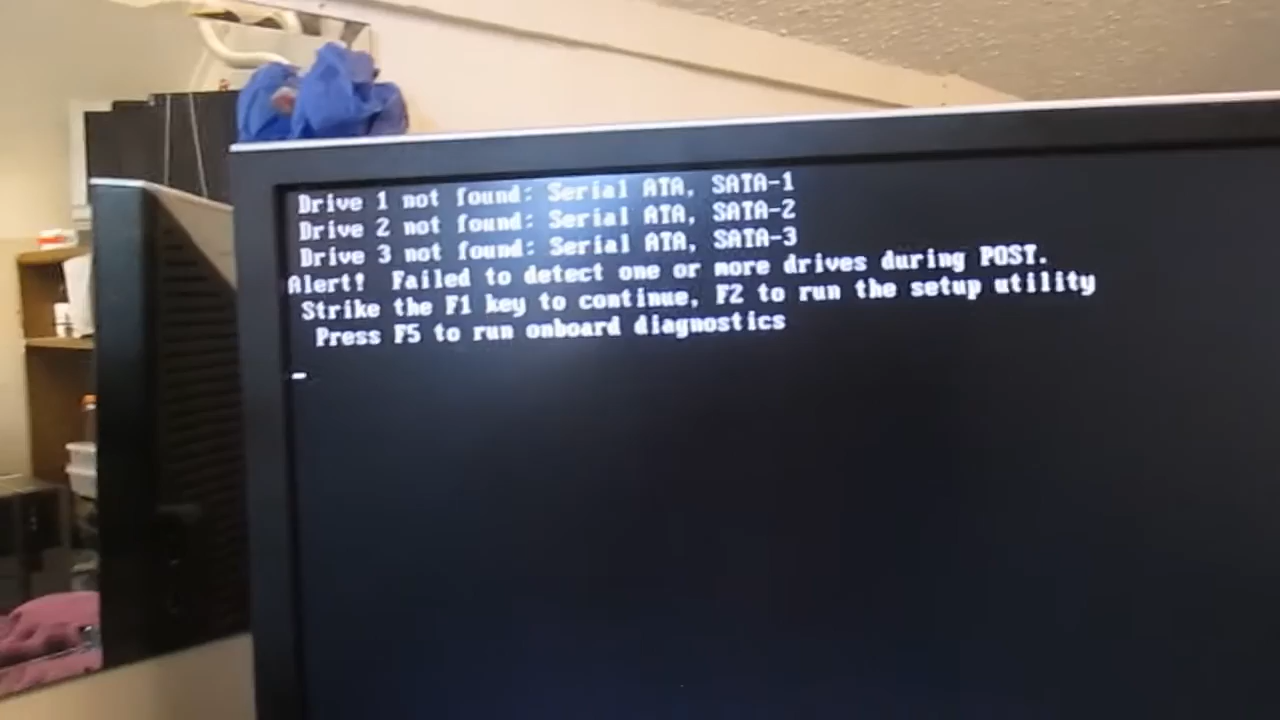 Drive 1 not found: Serial ATA, SATA-1
Drive 2 not found: Serial ATA, SATA-2
Drive 3 not found: Serial ATA, SATA-3
Alert! Failed to detect one or more drives during POST.
Strike the F1 key to continue, F2 to run the setup utility
Press F5 to run onboard diagnostics